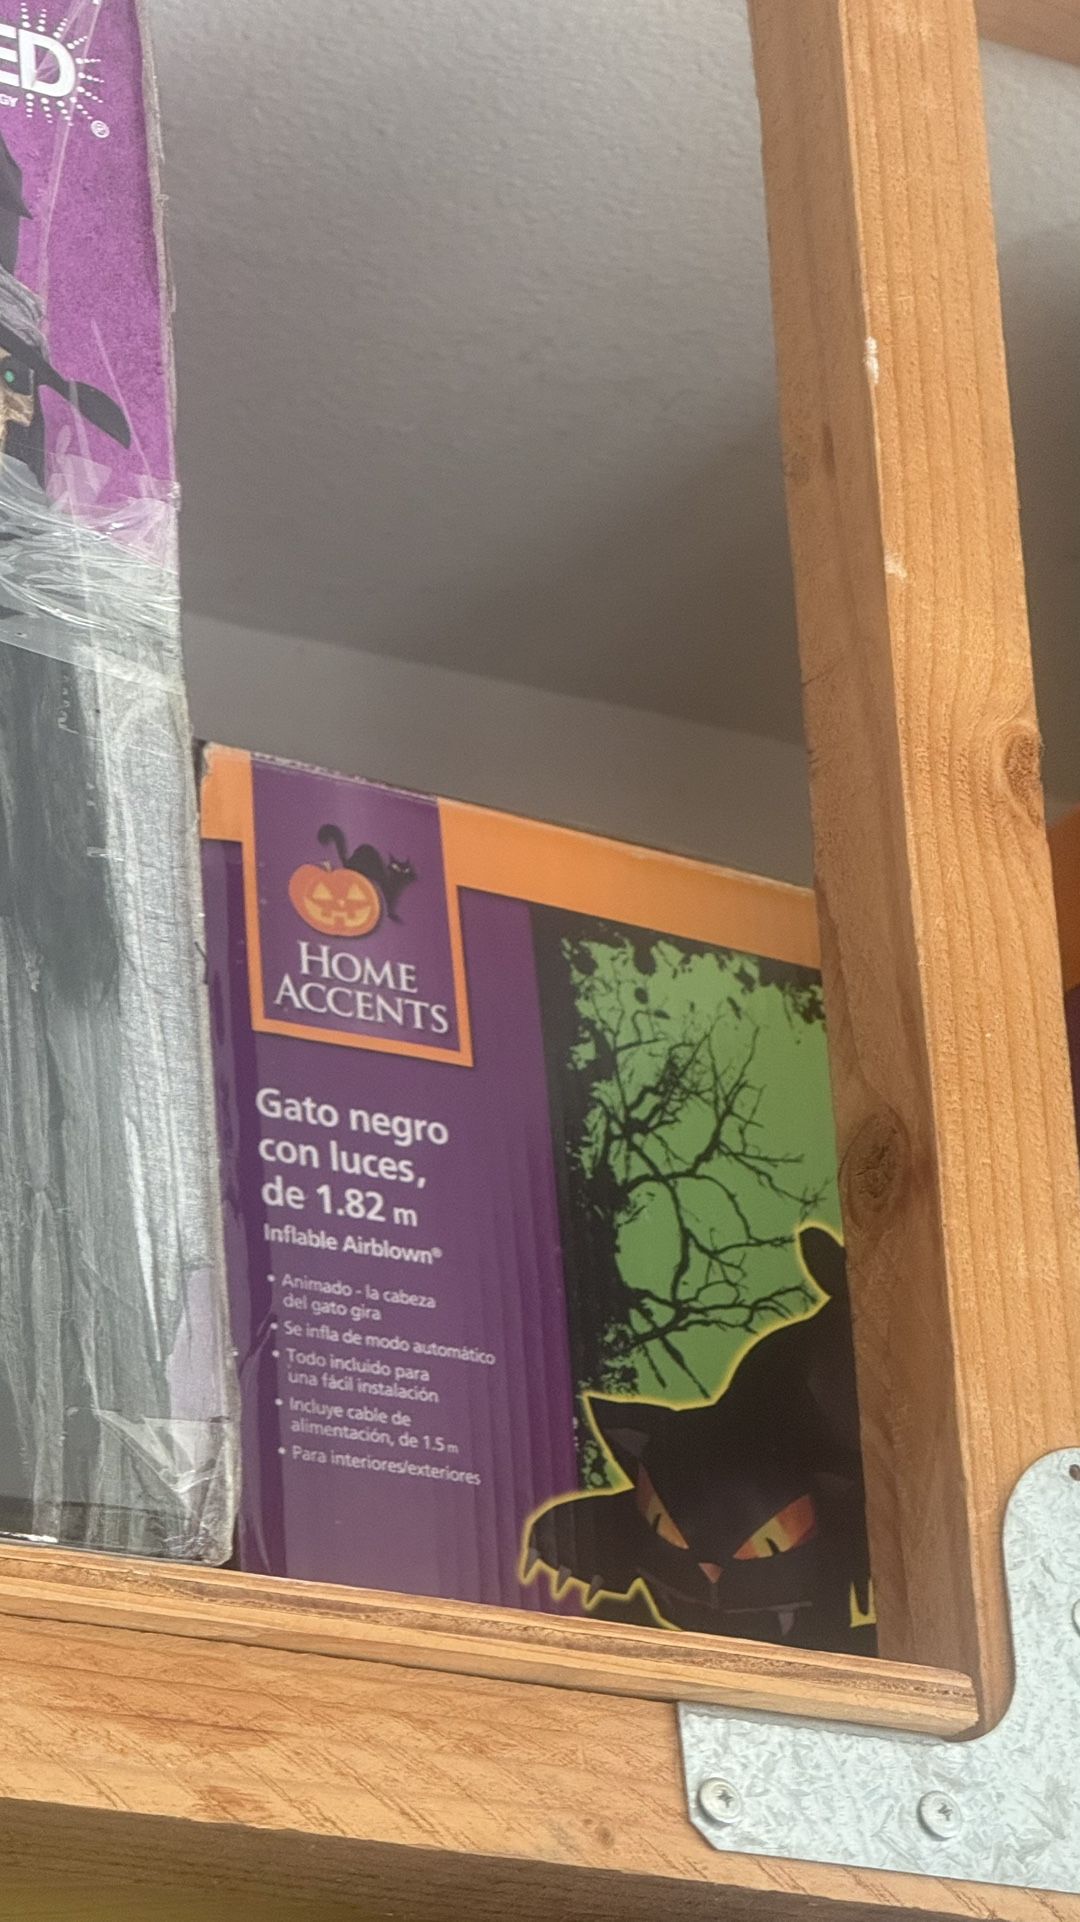 ED
GY
HOME
ACCENTS
Gato negro
con luces,
de 1.82 m
Inflable Airblown®
• Animado - la cabeza
del gato gira
• Se infla de modo automático
• Todo incluido para
una fácil instalación
• Incluye cable de
alimentación, de 1.5 m
• Para interiores/exteriores